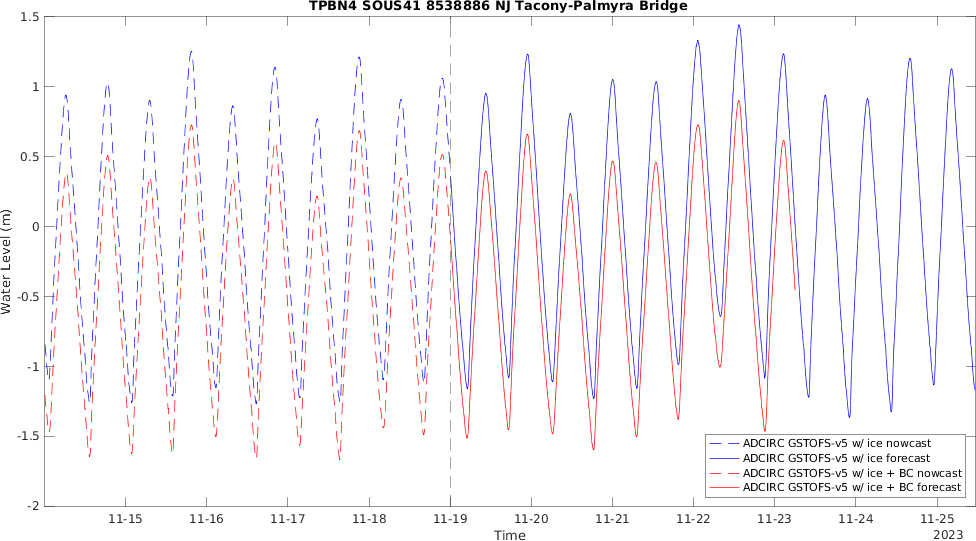 TPBN4 SOUS41 8538886 NJ Tacony-Palmyra Bridge
1.5
1
0.5
0
-0.5
-1
-1.5
-2
Water Level (m)
11-15 11-16 11-17 11-18 11-19 11-20 11-21 11-22 11-23 11-24 11-25
Time
2023
ADCIRC GSTOFS-v5 w/ ice nowcast
ADCIRC GSTOFS-v5 w/ ice forecast
ADCIRC GSTOFS-v5 w/ ice + BC nowcast
ADCIRC GSTOFS-v5 w/ ice + BC forecast